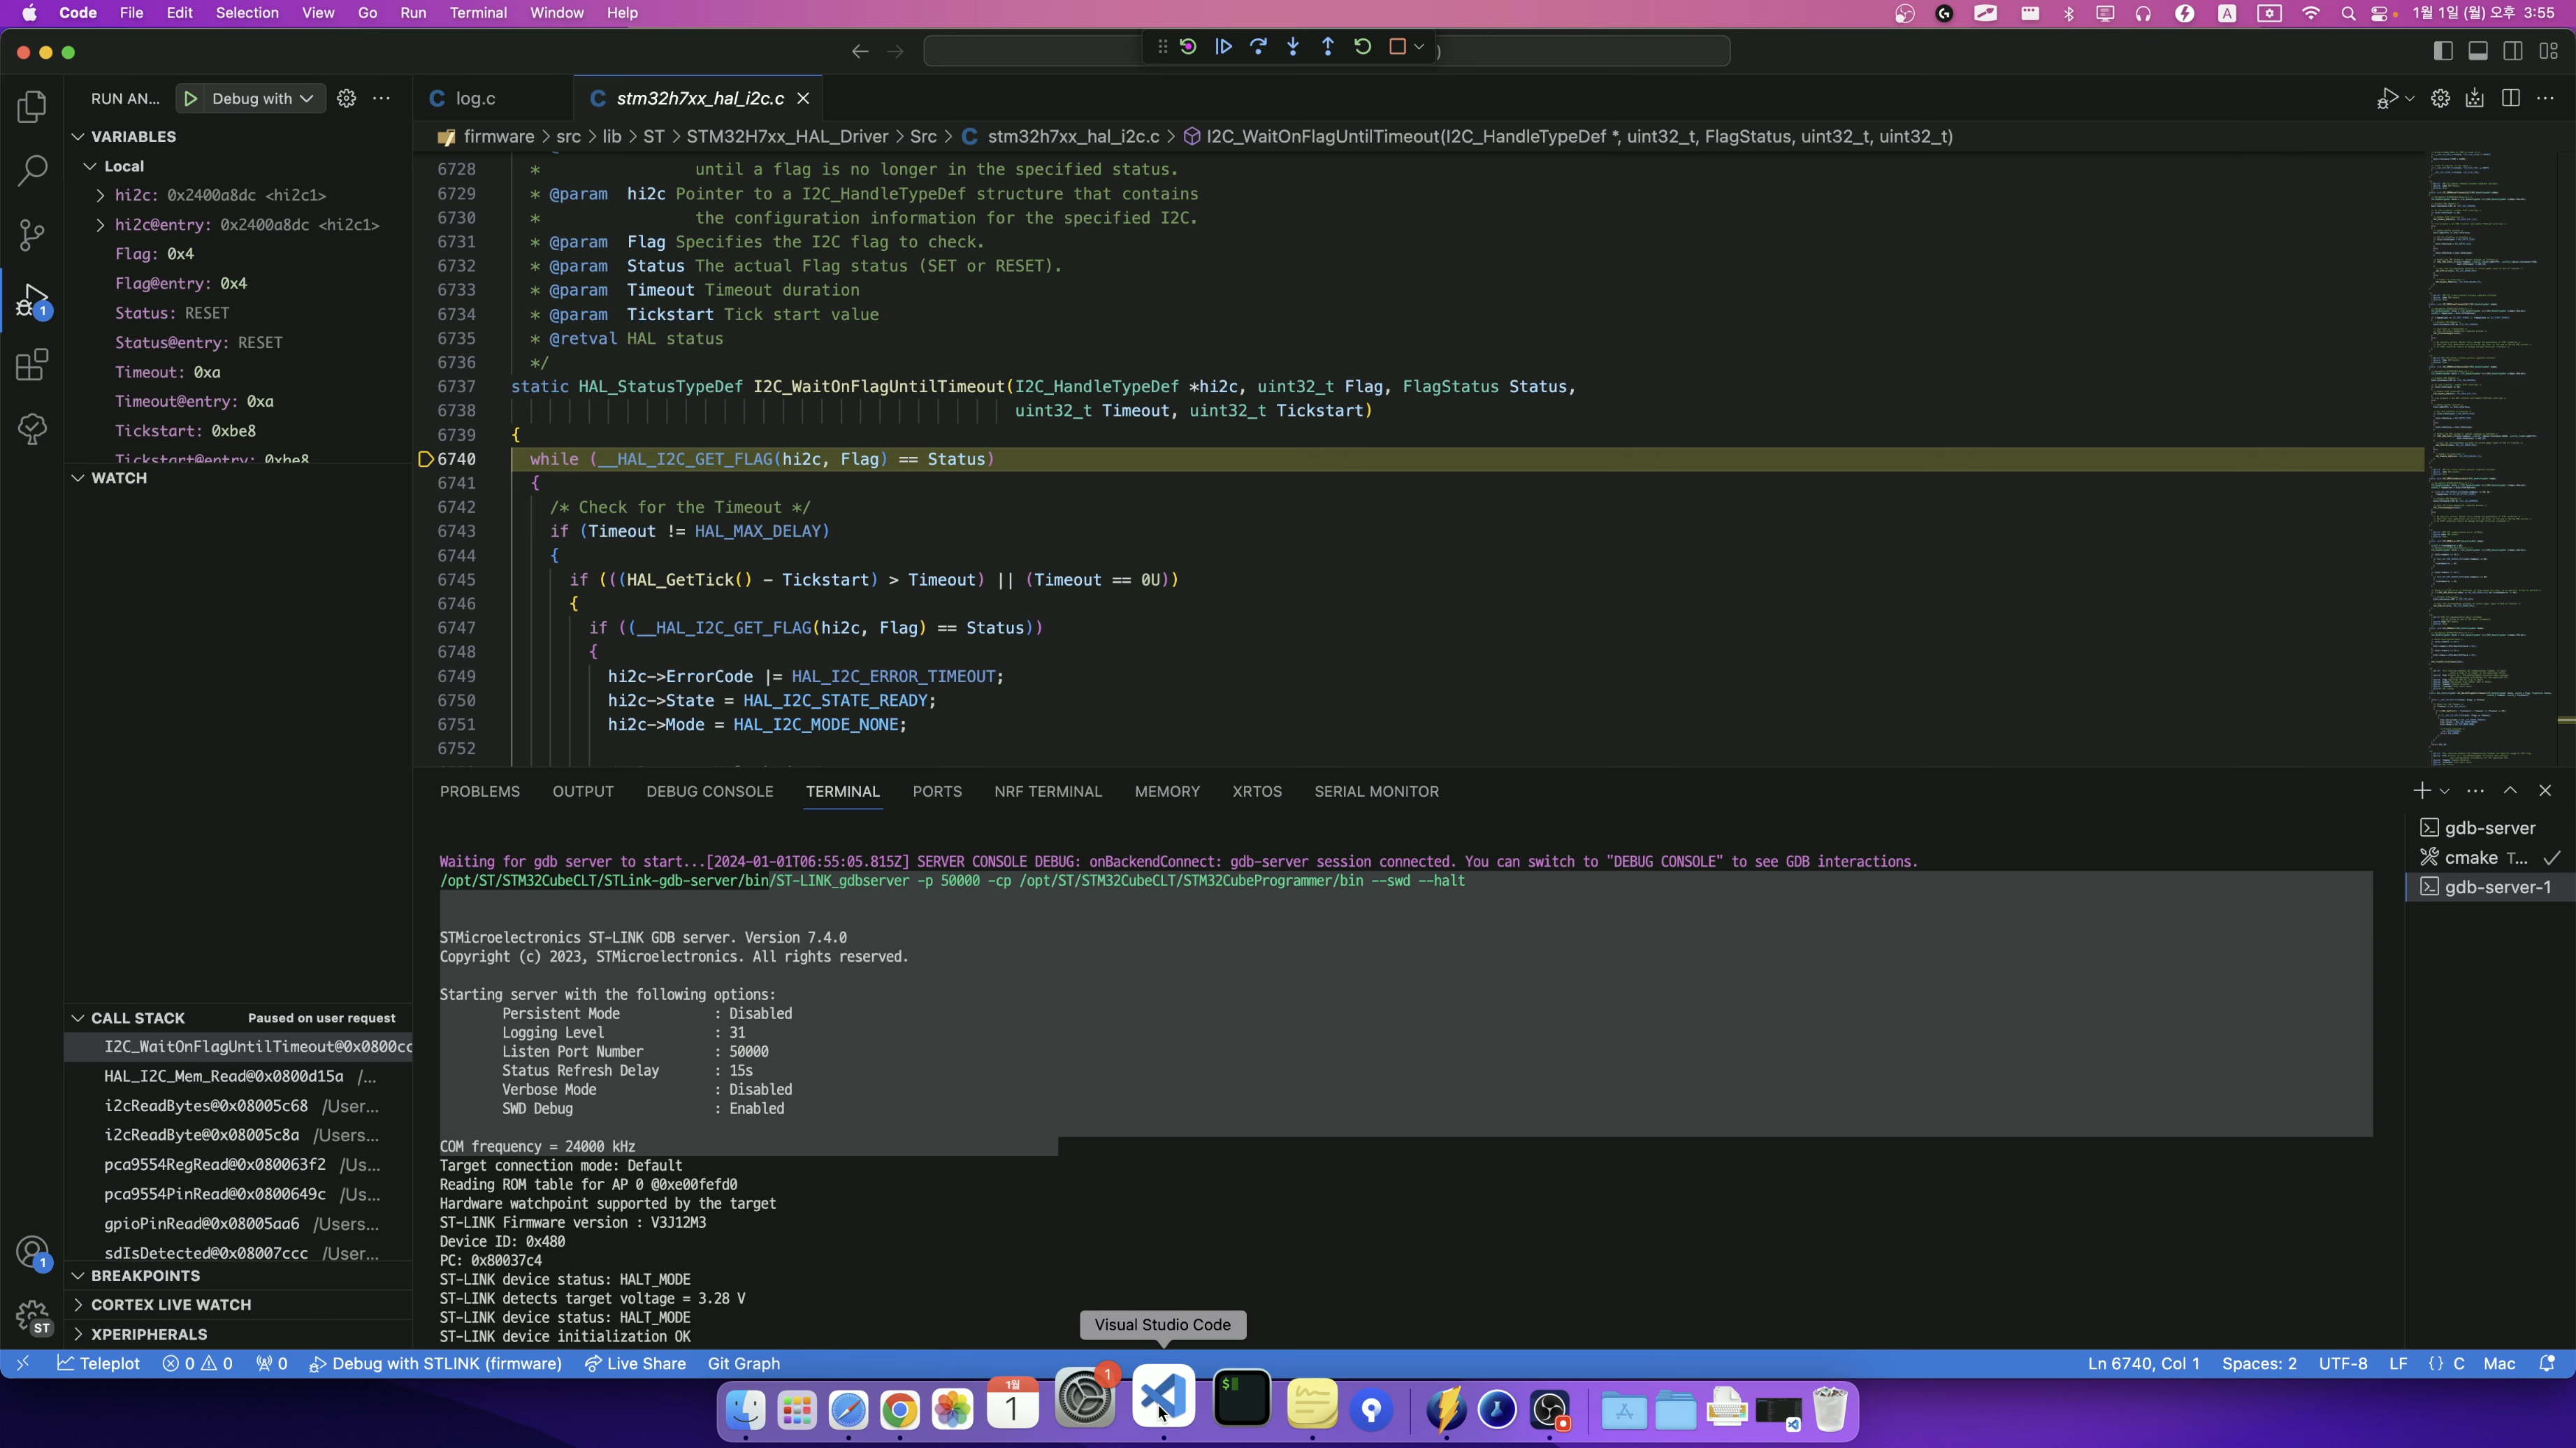 Code File Edit Selection View Go Run Terminal Window Help
A
1월 1일 (월) 오후 3:55
RUN AN... Debug with
log.c
stm32h7xx_hal_i2c.c
firmware > src > lib > ST > STM32H7xx_HAL_Driver > Src > stm32h7xx_hal_i2c.c > I2C_WaitOnFlagUntilTimeout(I2C_HandleTypeDef *, uint32_t, FlagStatus, uint32_t, uint32_t)
VARIABLES
Local
hi2c: 0x2400a8dc <hi2c1>
hi2c@entry: 0x2400a8dc <hi2c1>
Flag: 0x4
Flag@entry: 0x4
Status: RESET
Status@entry: RESET
Timeout: 0xa
Timeout@entry: 0xa
Tickstart: 0xbe8
Tickstart@entry: 0xbe8
WATCH
6728 * until a flag is no longer in the specified status.
6729 * @param hi2c Pointer to a I2C_HandleTypeDef structure that contains
6730 * the configuration information for the specified I2C.
6731 * @param Flag Specifies the I2C flag to check.
6732 * @param Status The actual Flag status (SET or RESET).
6733 * @param Timeout Timeout duration
6734 * @param Tickstart Tick start value
6735 * @retval HAL status
6736 */
6737 static HAL_StatusTypeDef I2C_WaitOnFlagUntilTimeout(I2C_HandleTypeDef *hi2c, uint32_t Flag, FlagStatus Status,
6738 uint32_t Timeout, uint32_t Tickstart)
6739 {
6740 while (__HAL_I2C_GET_FLAG(hi2c, Flag) == Status)
6741 {
6742 /* Check for the Timeout */
6743 if (Timeout != HAL_MAX_DELAY)
6744 {
6745 if (((HAL_GetTick() - Tickstart) > Timeout) || (Timeout == 0U))
6746 {
6747 if ((__HAL_I2C_GET_FLAG(hi2c, Flag) == Status))
6748 {
6749 hi2c->ErrorCode |= HAL_I2C_ERROR_TIMEOUT;
6750 hi2c->State = HAL_I2C_STATE_READY;
6751 hi2c->Mode = HAL_I2C_MODE_NONE;
6752
PROBLEMS OUTPUT DEBUG CONSOLE TERMINAL PORTS NRF TERMINAL MEMORY XRTOS SERIAL MONITOR
gdb-server
cmake T...
gdb-server-1
Waiting for gdb server to start...[2024-01-01T06:55:05.815Z] SERVER CONSOLE DEBUG: onBackendConnect: gdb-server session connected. You can switch to "DEBUG CONSOLE" to see GDB interactions.
/opt/ST/STM32CubeCLT/STLink-gdb-server/bin/ST-LINK_gdbserver -p 50000 -cp /opt/ST/STM32CubeCLT/STM32CubeProgrammer/bin --swd --halt
STMicroelectronics ST-LINK GDB server. Version 7.4.0
Copyright (c) 2023, STMicroelectronics. All rights reserved.
Starting server with the following options:
Persistent Mode : Disabled
Logging Level : 31
Listen Port Number : 50000
Status Refresh Delay : 15s
Verbose Mode : Disabled
SWD Debug : Enabled
COM frequency = 24000 kHz
Target connection mode: Default
Reading ROM table for AP 0 @0xe00fefd0
Hardware watchpoint supported by the target
ST-LINK Firmware version : V3J12M3
Device ID: 0x480
PC: 0x80037c4
ST-LINK device status: HALT_MODE
ST-LINK detects target voltage = 3.28 V
ST-LINK device status: HALT_MODE
ST-LINK device initialization OK
CALL STACK Paused on user request
I2C_WaitOnFlagUntilTimeout@0x0800cc
HAL_I2C_Mem_Read@0x0800d15a /...
i2cReadBytes@0x08005c68 /User...
i2cReadByte@0x08005c8a /Users...
pca9554RegRead@0x080063f2 /Us...
pca9554PinRead@0x0800649c /Us...
gpioPinRead@0x08005aa6 /Users...
sdIsDetected@0x08007ccc /User...
BREAKPOINTS
CORTEX LIVE WATCH
XPERIPHERALS
1
1
ST
Visual Studio Code
Teleplot 0 0 0 Debug with STLINK (firmware) Live Share Git Graph
Ln 6740, Col 1 Spaces: 2 UTF-8 LF {} C Mac
1월
1
1
$